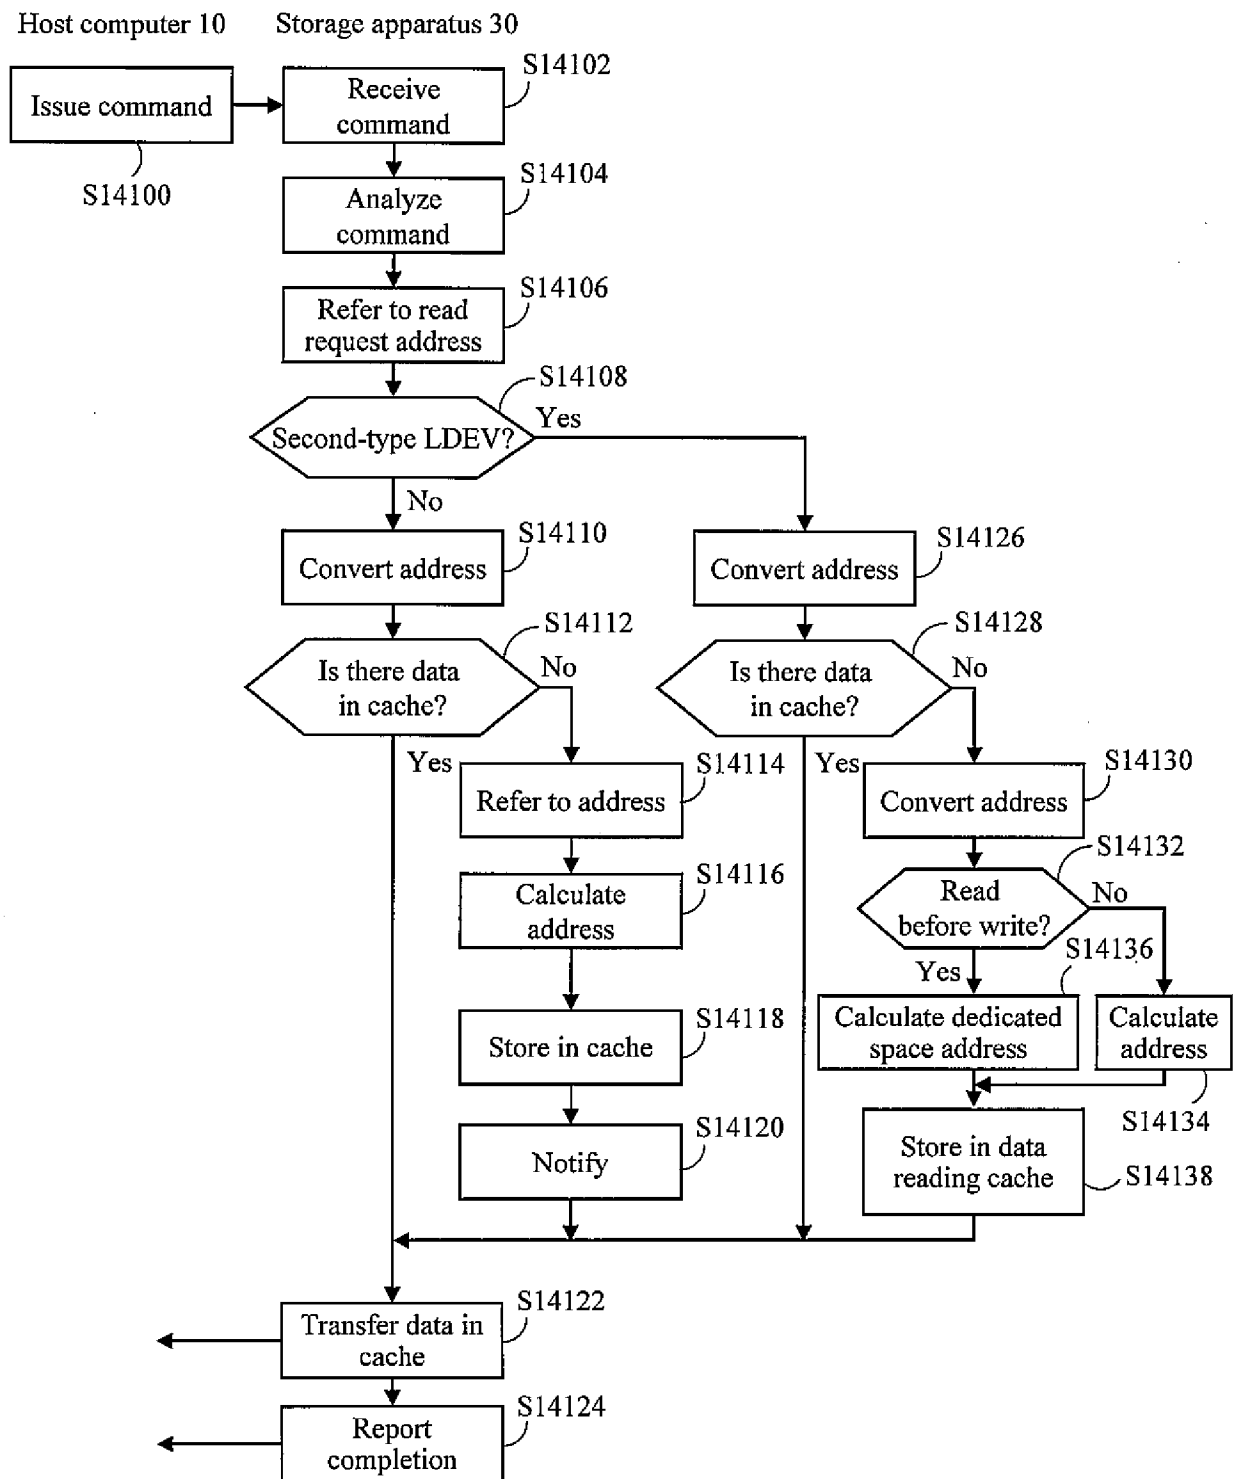 Host computer 10
Storage apparatus 30
S14102
Issue command
Receive
command
S14100
S14104
Analyze
command
S14106
Refer to read
request address
S14108
Second-type LDEV?
Yes
No
S14110
Convert address
S14126
Convert address
S14112
Is there data
in cache?
No
S14128
Is there data
in cache?
No
Yes
S14114
Refer to address
Yes
S14130
Convert address
S14116
Calculate
address
S14132
Read
before write?
No
Yes
S14136
Calculate dedicated
space address
Calculate
address
S14134
S14118
Store in cache
S14120
Notify
Store in data
reading cache
S14138
S14122
Transfer data in
cache
S14124
Report
completion